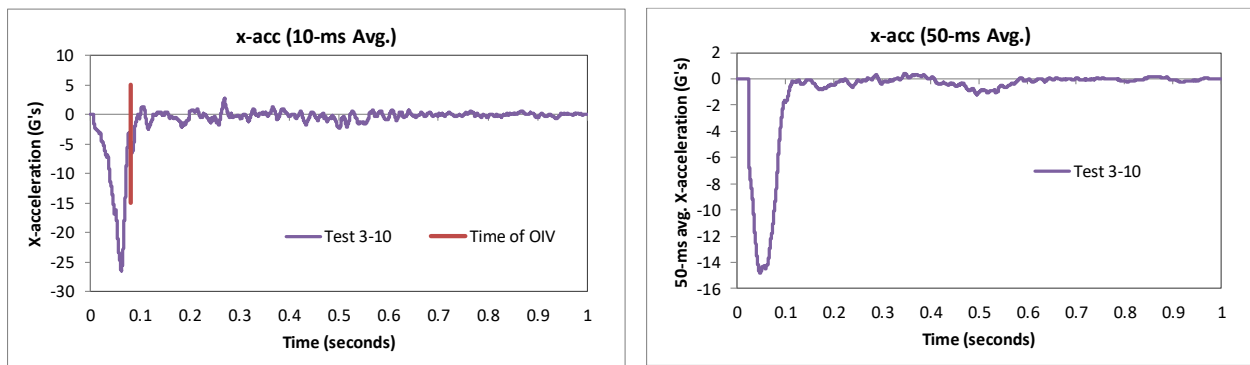 x-acc (10-ms Avg.)
10
5
0
-5
-10
-15
-20
-25
-30
X-acceleration (G's)
Test 3-10
Time of OIV
0 0.1 0.2 0.3 0.4 0.5 0.6 0.7 0.8 0.9 1
Time (seconds)
x-acc (50-ms Avg.)
2
0
-2
-4
-6
-8
-10
-12
-14
-16
50-ms avg. X-acceleration (G's)
Test 3-10
0 0.1 0.2 0.3 0.4 0.5 0.6 0.7 0.8 0.9 1
Time (seconds)